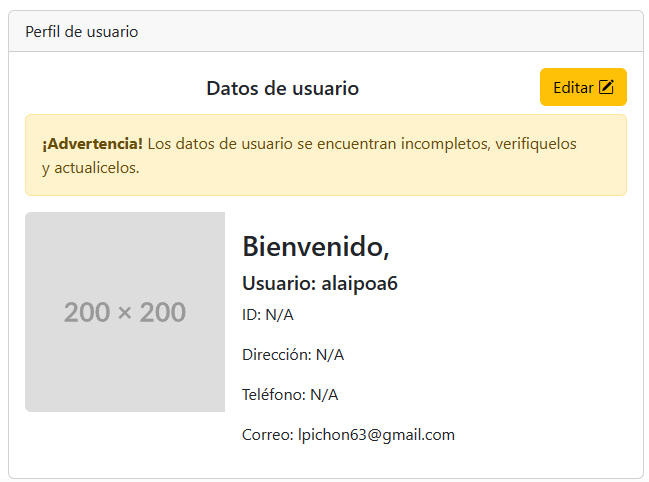 Perfil de usuario
Datos de usuario
Editar
¡Advertencia! Los datos de usuario se encuentran incompletos, verifiquelos
y actualicelos.
200 × 200
Bienvenido,
Usuario: alaipoa6
ID: N/A
Dirección: N/A
Teléfono: N/A
Correo: lpichon63@gmail.com